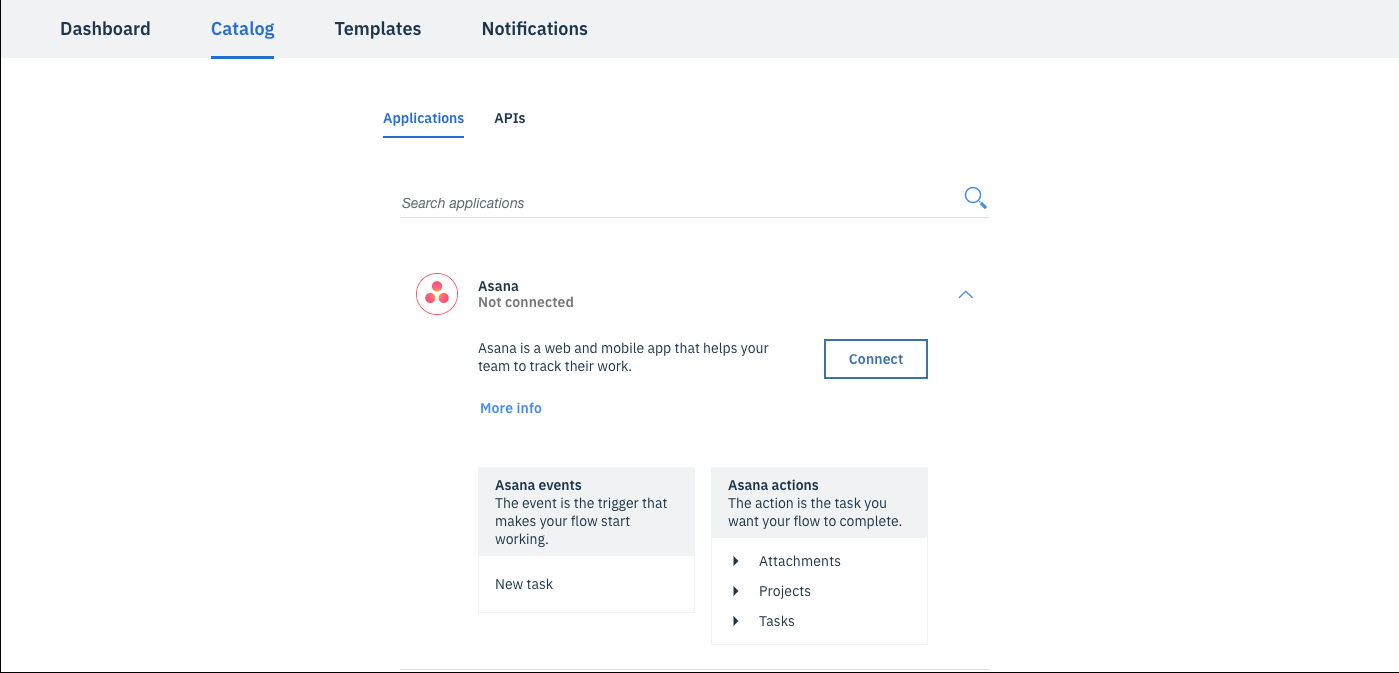 Dashboard Catalog Templates Notifications
Applications APIs
Search applications
Asana
Not connected
Asana is a web and mobile app that helps your
team to track their work.
Connect
More info
Asana events
The event is the trigger that
makes your flow start
working.
New task
Asana actions
The action is the task you
want your flow to complete.
Attachments
Projects
Tasks